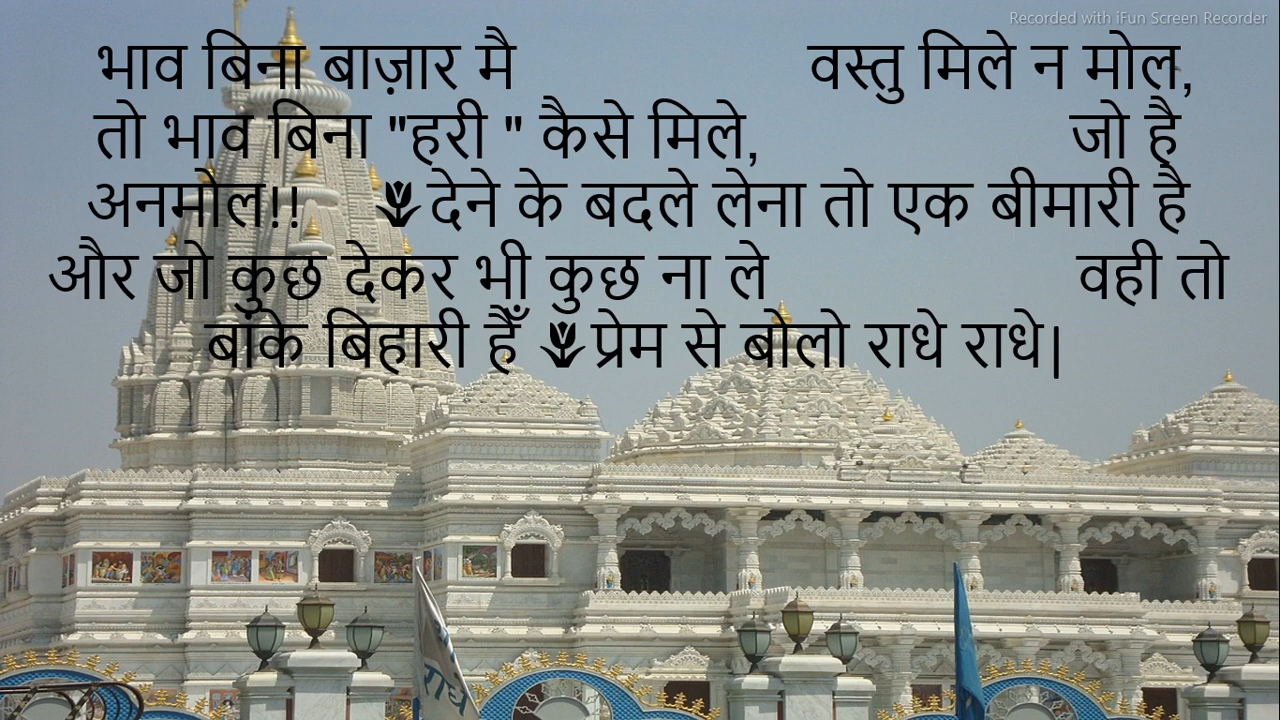 Recorded with iFun Screen Recorder
भाव बिना बाज़ार मै वस्तु मिले न मोल,
तो भाव बिना "हरी " कैसे मिले, जो है
अनमोल!! 🌷देने के बदले लेना तो एक बीमारी है
और जो कुछ देकर भी कुछ ना ले वही तो
बांके बिहारी हैँ 🌷प्रेम से बोलो राधे राधे|
राधे